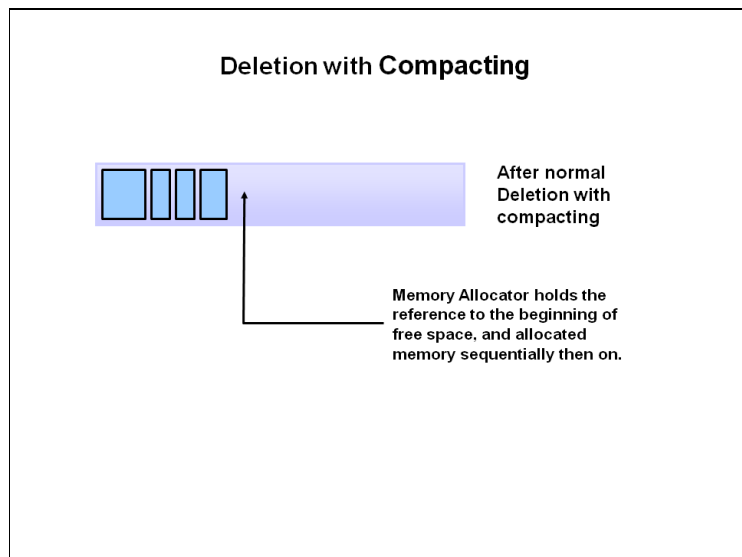 Deletion with Compacting
After normal
Deletion with
compacting
Memory Allocator holds the
reference to the beginning of
free space, and allocated
memory sequentially then on.